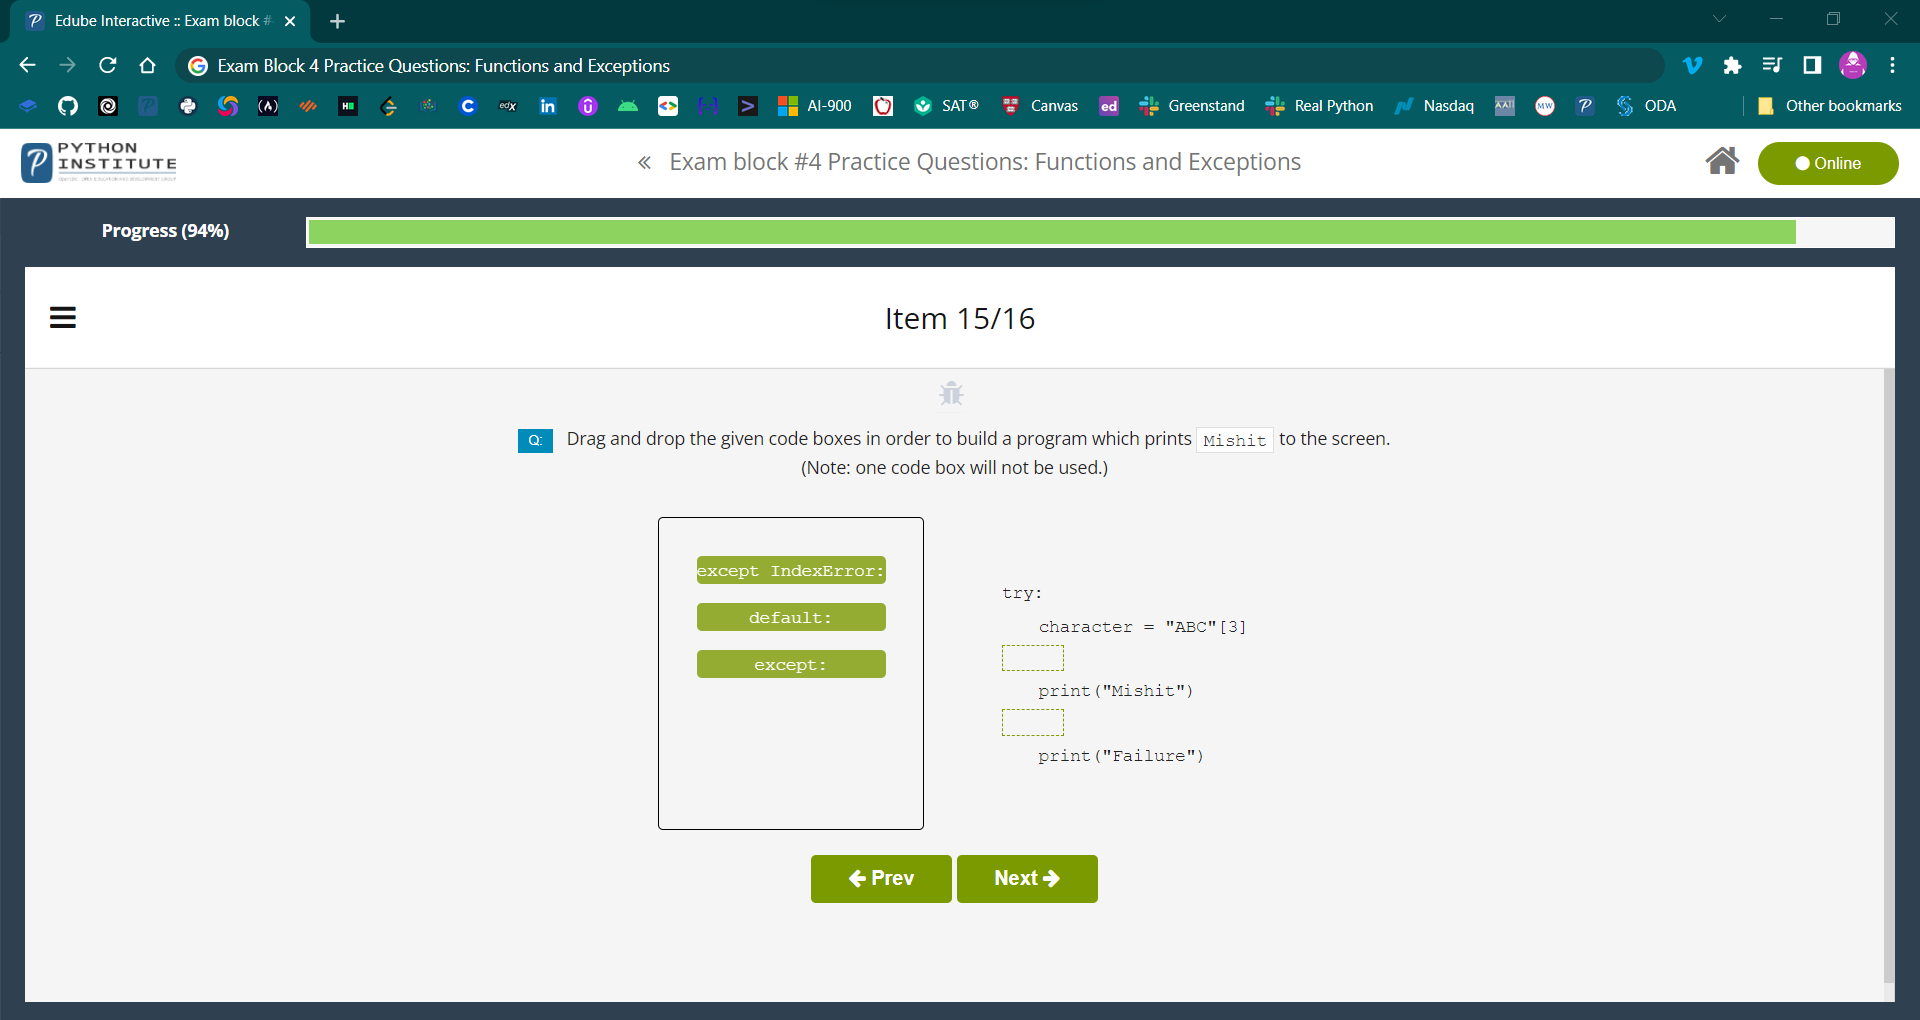 Edube Interactive :: Exam block #
Exam Block 4 Practice Questions: Functions and Exceptions
AI-900
SAT®
ed
Canvas
Greenstand
Real Python
Nasdaq
ODA
Other bookmarks
PYTHON
INSTITUTE
« Exam block #4 Practice Questions: Functions and Exceptions
Online
Progress (94%)
Item 15/16
Q: Drag and drop the given code boxes in order to build a program which prints Mishit to the screen.
(Note: one code box will not be used.)
except IndexError:
default:
except:
try:
character = "ABC"[3]
print("Mishit")
print("Failure")
Prev
Next